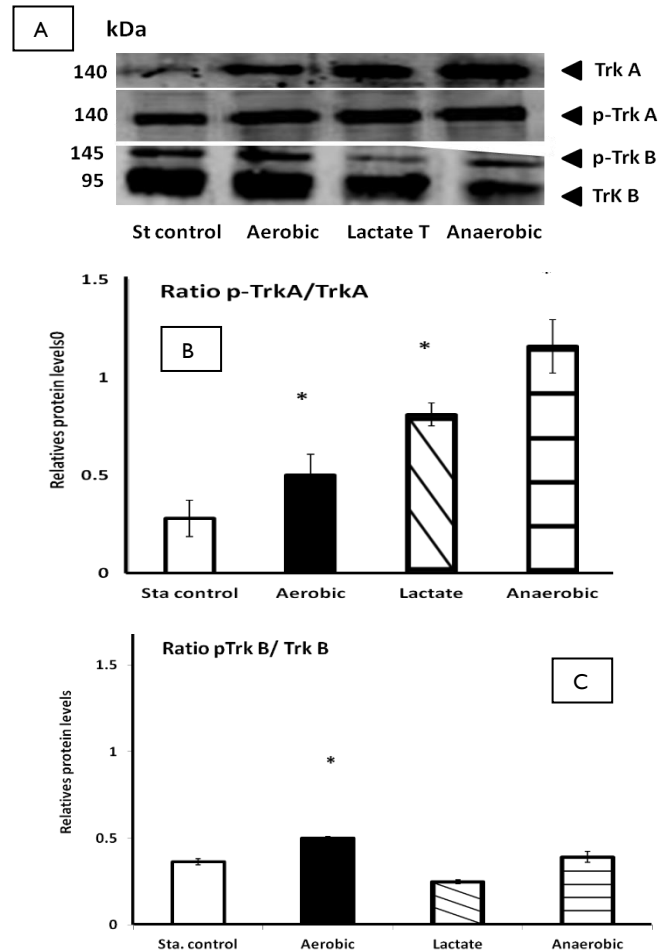 A
kDa
140
Trk A
140
p-Trk A
145
p-Trk B
95
TrK B
St control Aerobic Lactate T Anaerobic
Ratio p-TrkA/TrkA
B
Relatives protein levels0
1.5
1
0.5
0
* *
Sta control Aerobic Lactate Anaerobic
Ratio pTrk B/ Trk B
C
Relatives protein levels
1.5
1
0.5
0
*
Sta. control Aerobic Lactate Anaerobic